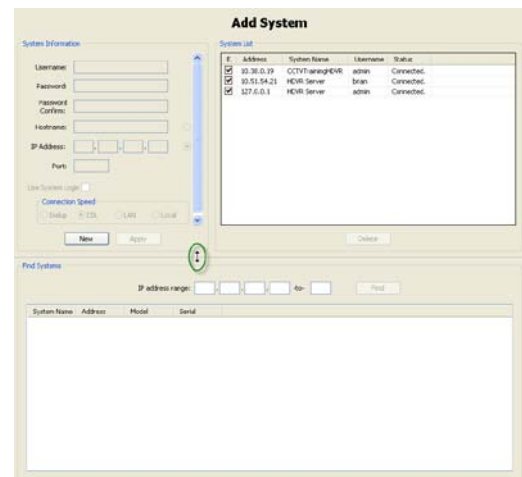 Add System
System Information
Username:
Password:
Password Confirm:
Hostname:
IP Address:
Port:
Use System Login
Connection Speed
Dialup DSL LAN Local
New Apply
System List
E Address System Name Username Status
10.38.0.19 CCTVTrainingHDVR admin Connected.
10.51.54.21 HDVR Server brian Connected.
127.0.0.1 HDVR Server admin Connected.
Delete
Find Systems
IP address range: . . . -to- Find
System Name Address Model Serial